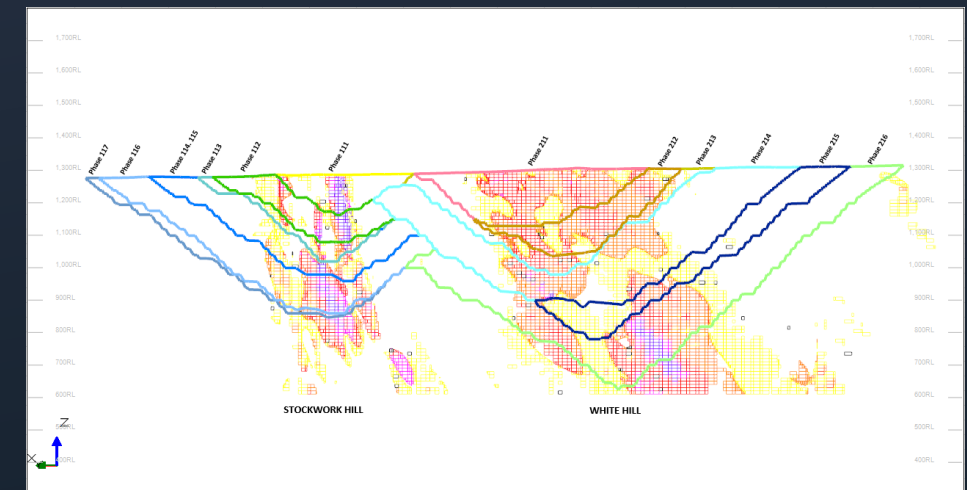 1,700RL 1,700RL
1,600RL 1,600RL
1,500RL 1,500RL
1,400RL 1,400RL
1,300RL 1,300RL
Phase 117 Phase 116 Phase 114, 115 Phase 113 Phase 112 Phase 111 Phase 211 Phase 212 Phase 213 Phase 214 Phase 215 Phase 216
1,200RL 1,200RL
1,100RL 1,100RL
1,000RL 1,000RL
900RL 900RL
800RL 800RL
700RL 700RL
600RL 600RL
STOCKWORK HILL WHITE HILL
500RL 500RL
400RL 400RL
Z
X